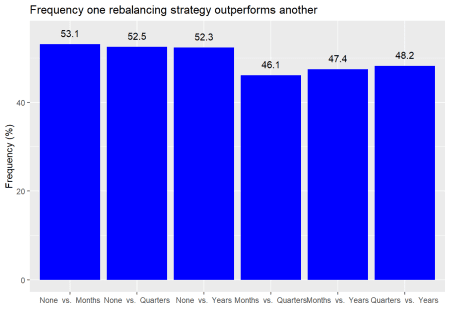 Frequency one rebalancing strategy outperforms another
53.1
52.5
52.3
46.1
47.4
48.2
Frequency (%)
40
20
0
None vs. Months
None vs. Quarters
None vs. Years
Months vs. Quarters
Months vs. Years
Quarters vs. Years